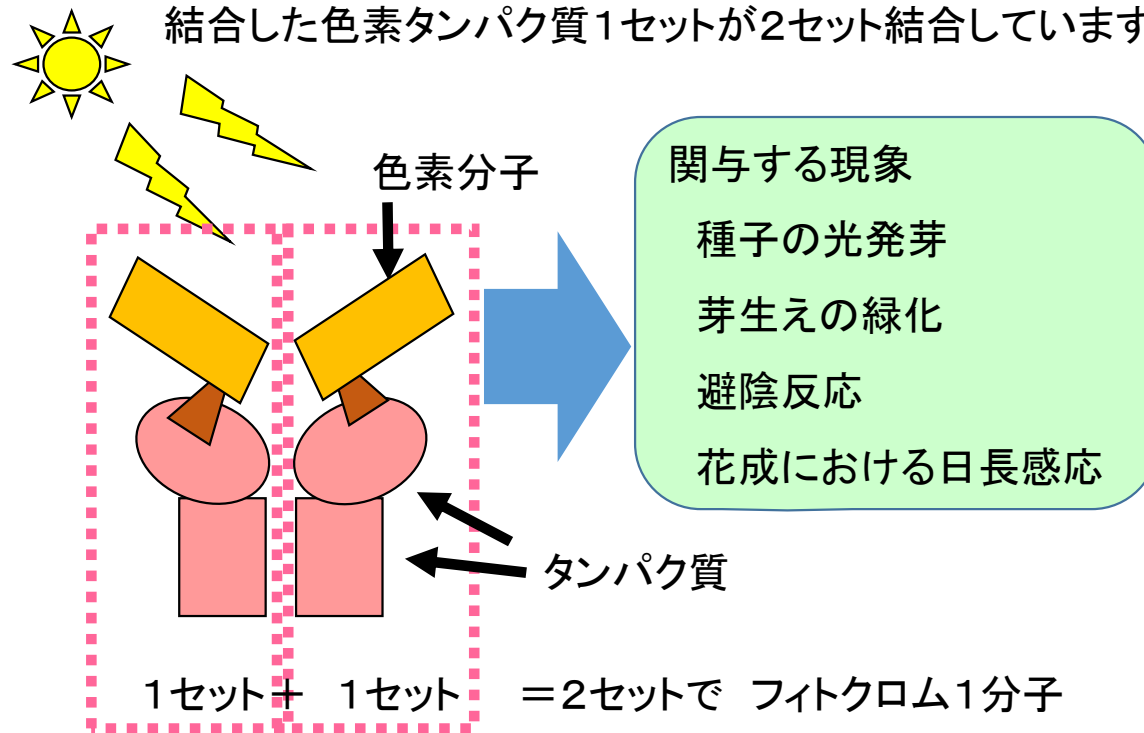 結合した色素タンパク質１セットが２セット結合しています
色素分子
関与する現象
種子の光発芽
芽生えの緑化
避陰反応
花成における日長感応
タンパク質
１セット＋　１セット　＝２セットで フィトクロム１分子